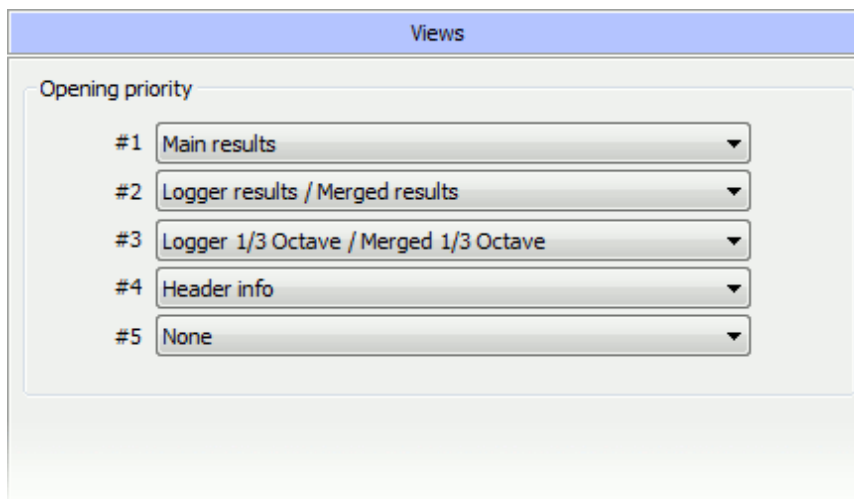 Views
Opening priority
#1 Main results
#2 Logger results / Merged results
#3 Logger 1/3 Octave / Merged 1/3 Octave
#4 Header info
#5 None